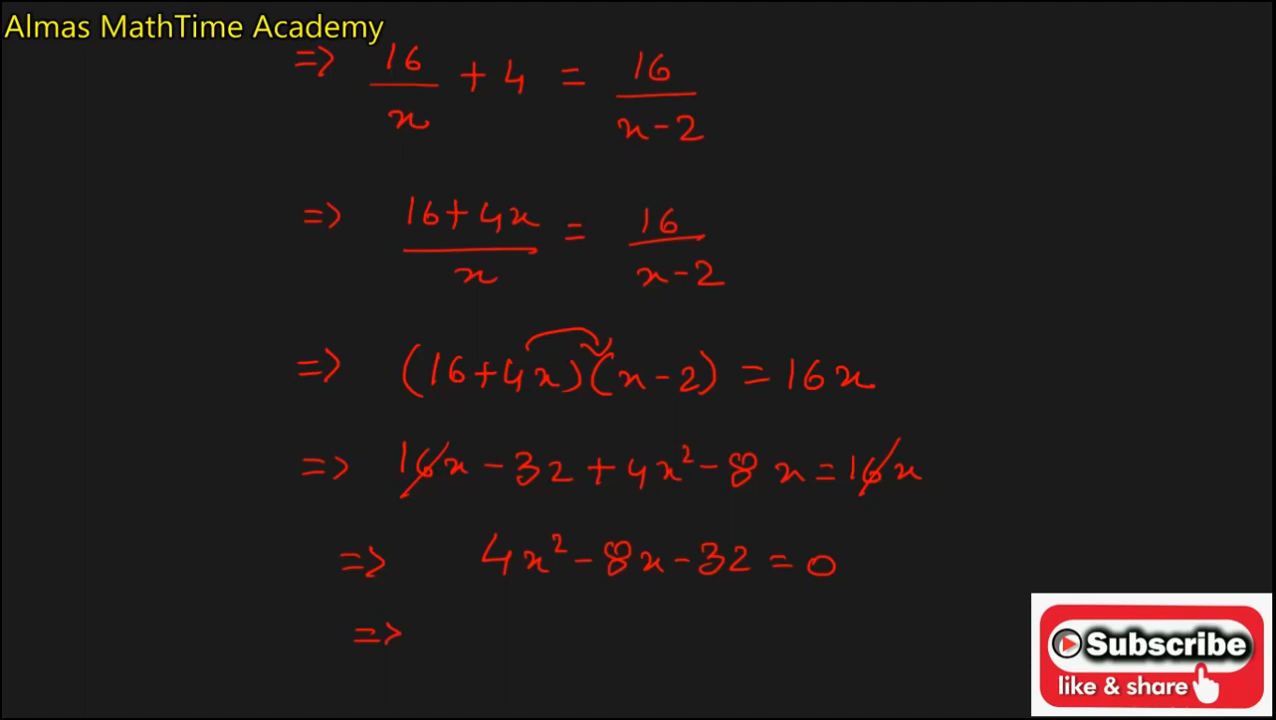 Almas MathTime Academy
=> 16/x + 4 = 16/(x-2)
=> (16+4x)/x = 16/(x-2)
=> (16+4x)(x-2) = 16x
=> 16x - 32 + 4x² - 8x = 16x
=> 4x² - 8x - 32 = 0
=>
Subscribe
like & share